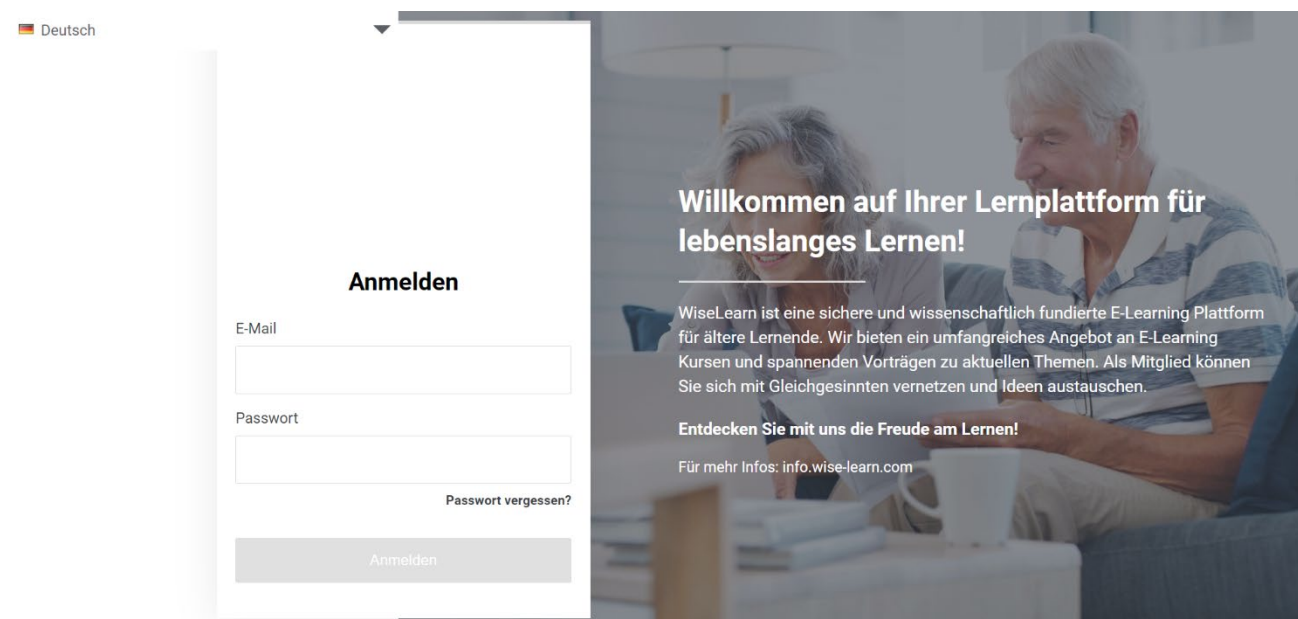 Deutsch
Anmelden
E-Mail
Passwort
Passwort vergessen?
Anmelden
Willkommen auf Ihrer Lernplattform für
lebenslanges Lernen!
WiseLearn ist eine sichere und wissenschaftlich fundierte E-Learning Plattform
für ältere Lernende. Wir bieten ein umfangreiches Angebot an E-Learning
Kursen und spannenden Vorträgen zu aktuellen Themen. Als Mitglied können
Sie sich mit Gleichgesinnten vernetzen und Ideen austauschen.
Entdecken Sie mit uns die Freude am Lernen!
Für mehr Infos: info.wise-learn.com